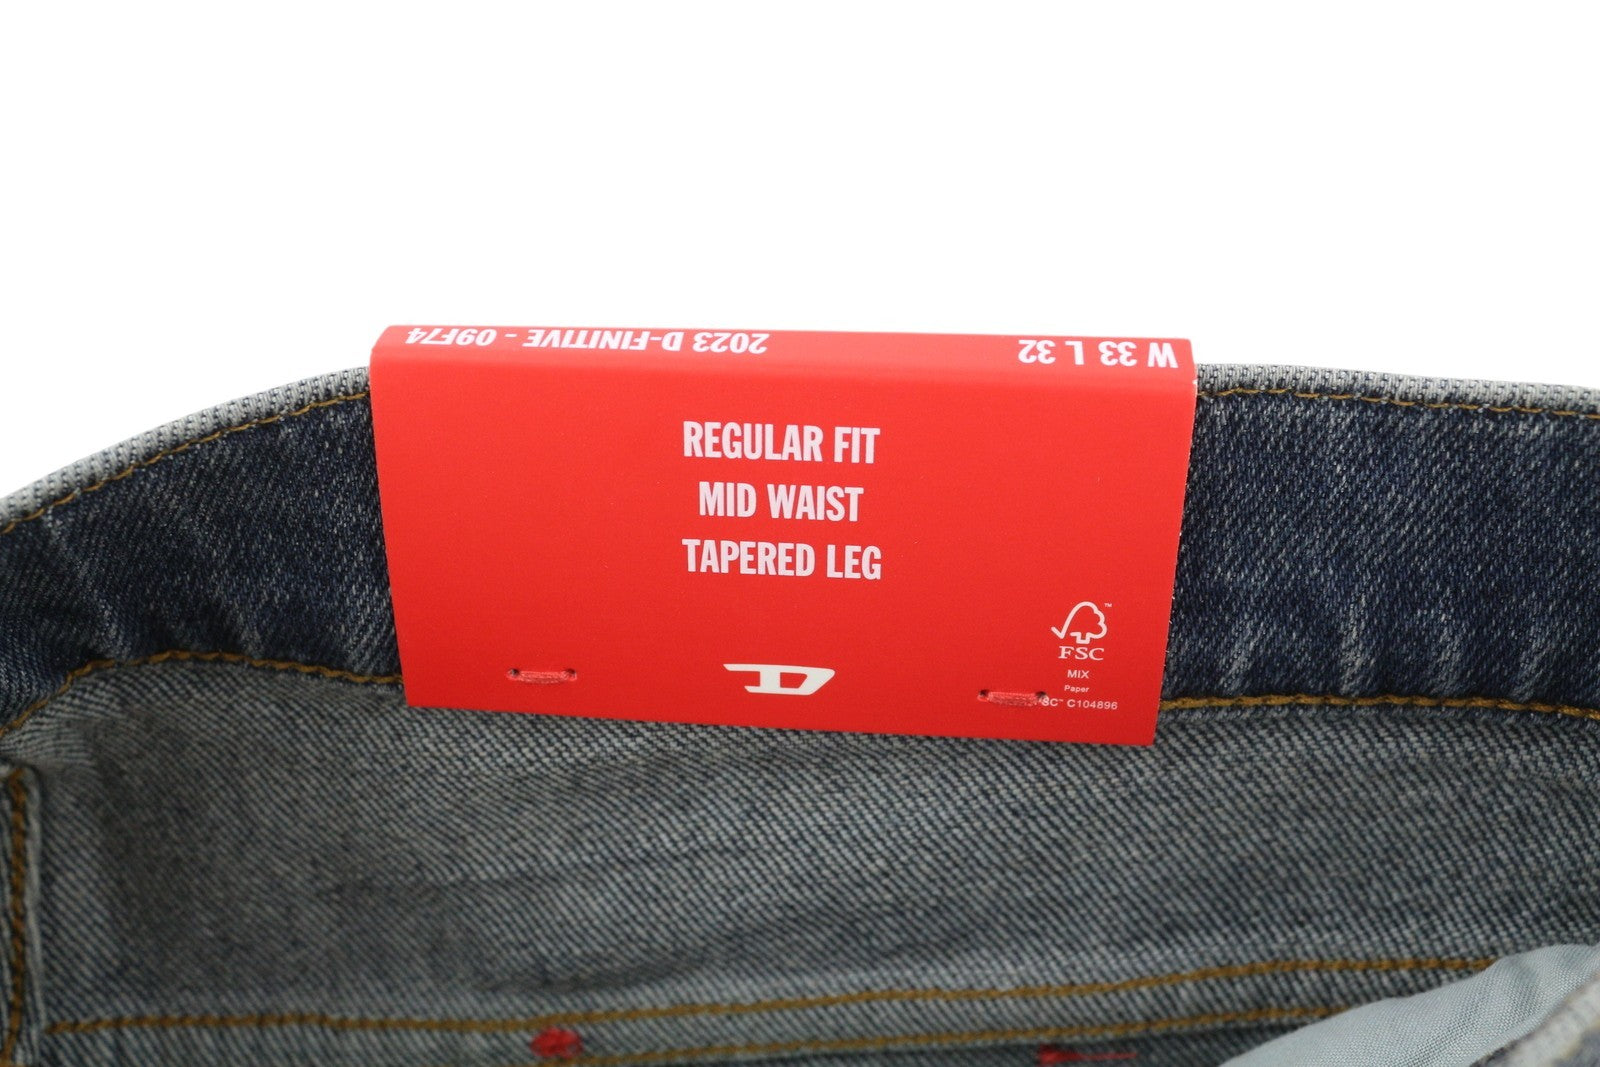 2023 D-FINITIVE - 09F74
W 33 L 32
REGULAR FIT
MID WAIST
TAPERED LEG
FSC
MIX
Paper
C104896